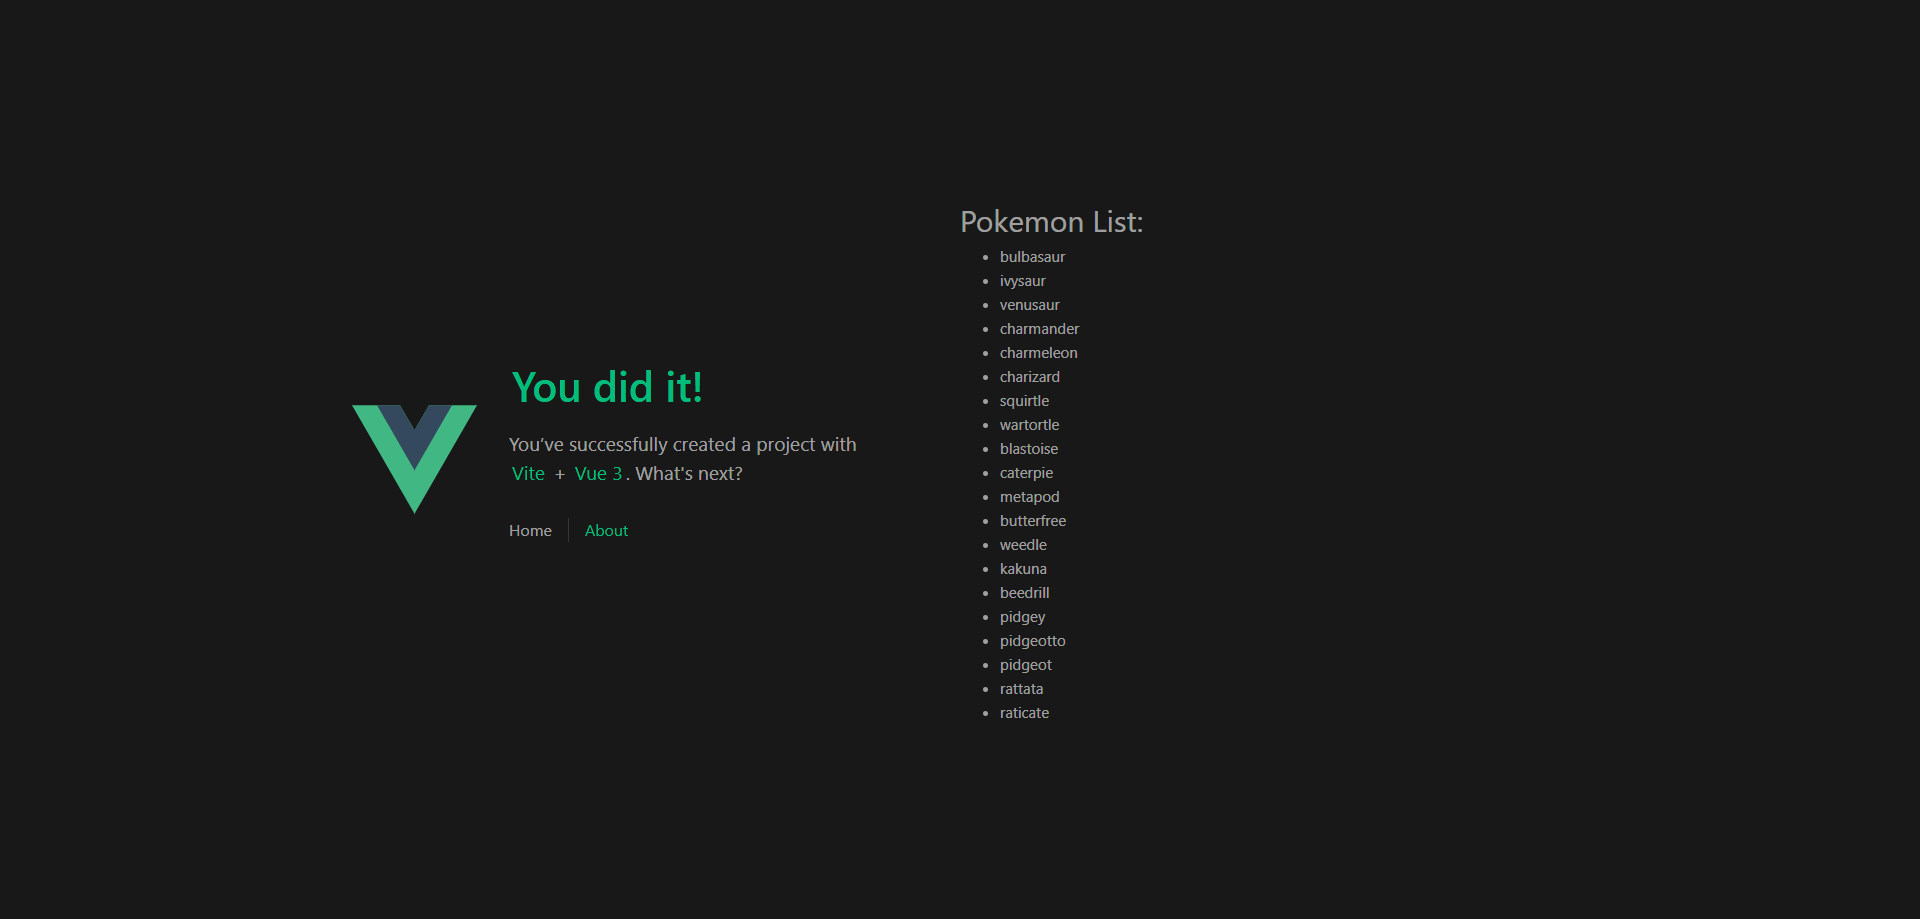 You did it!
You’ve successfully created a project with
Vite + Vue 3. What's next?
Home About
Pokemon List:
bulbasaur
ivysaur
venusaur
charmander
charmeleon
charizard
squirtle
wartortle
blastoise
caterpie
metapod
butterfree
weedle
kakuna
beedrill
pidgey
pidgeotto
pidgeot
rattata
raticate